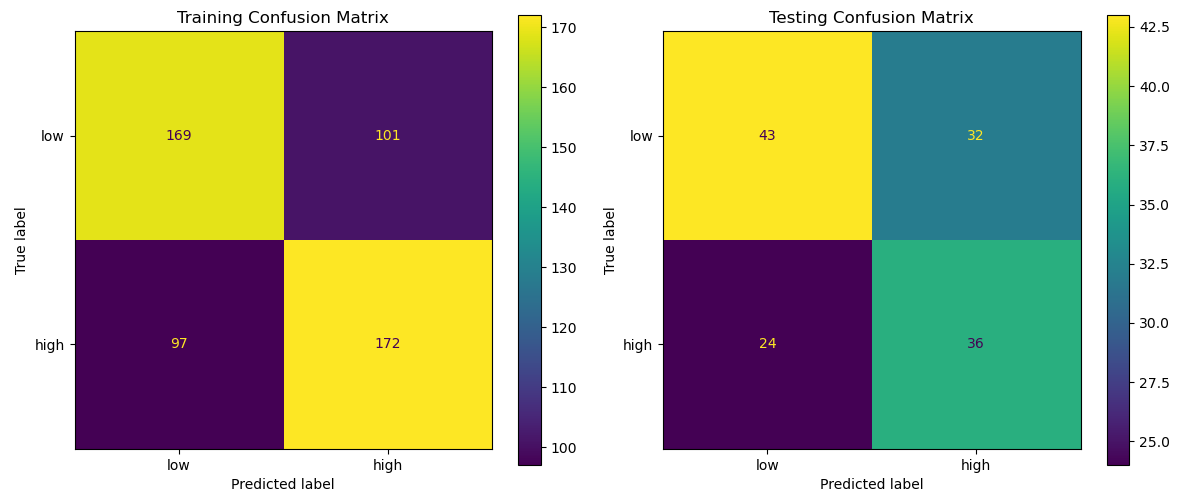 Training Confusion Matrix
True label
low
high
169
101
97
172
low
high
Predicted label
170
160
150
140
130
120
110
100
Testing Confusion Matrix
True label
low
high
43
32
24
36
low
high
Predicted label
42.5
40.0
37.5
35.0
32.5
30.0
27.5
25.0